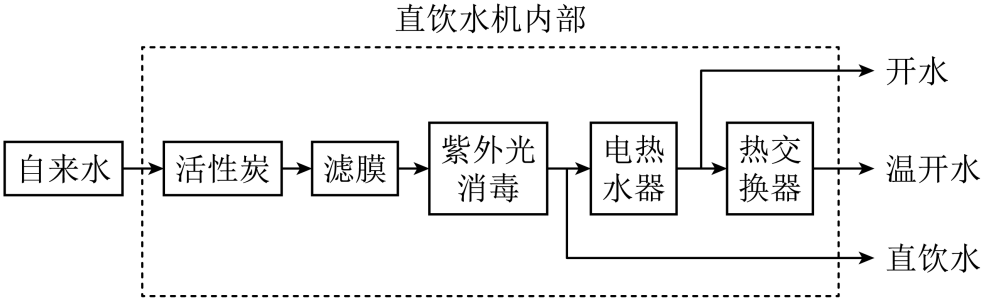 直饮水机内部
自来水
活性炭
滤膜
紫外光
消毒
电热
水器
热交
换器
开水
温开水
直饮水